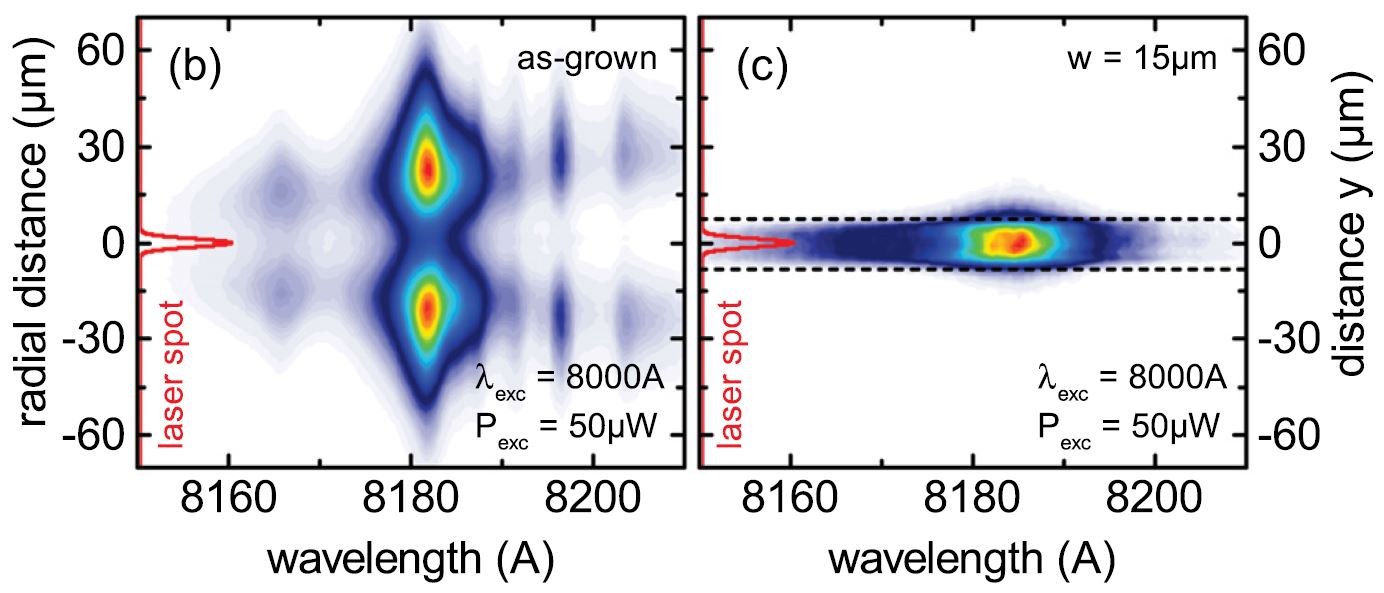 (b)
as-grown
radial distance (µm)
60
30
0
-30
-60
laser spot
λexc = 8000A
Pexc = 50µW
8160
8180
8200
wavelength (A)
(c)
w = 15µm
laser spot
λexc = 8000A
Pexc = 50µW
60
30
0
-30
-60
distance y (µm)
8160
8180
8200
wavelength (A)